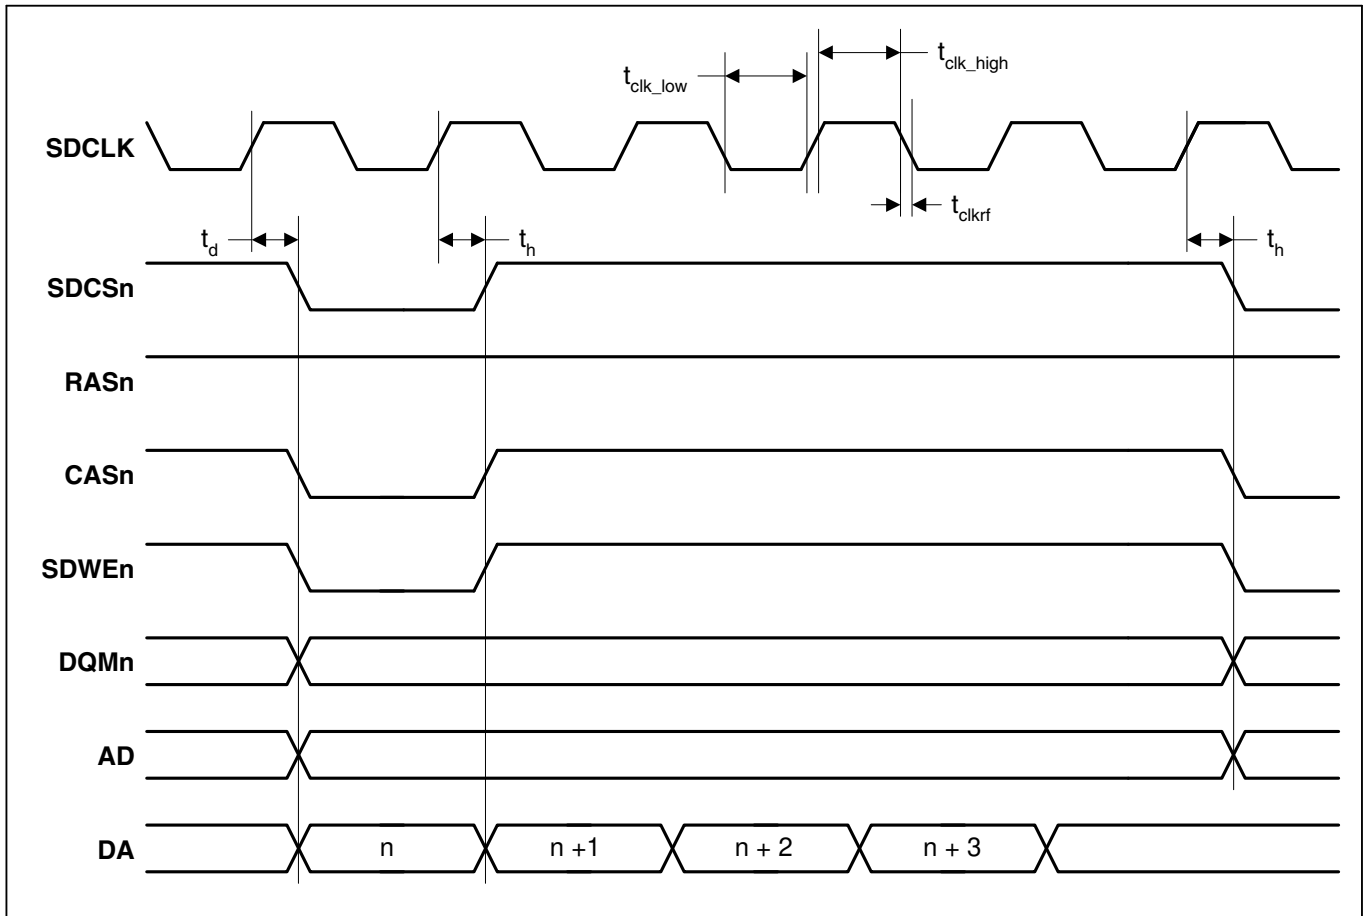 t_clk_high
t_clk_low
SDCLK
t_clkrf
t_d
t_h
t_h
SDCSn
RASn
CASn
SDWEn
DQMn
AD
DA
n
n +1
n + 2
n + 3